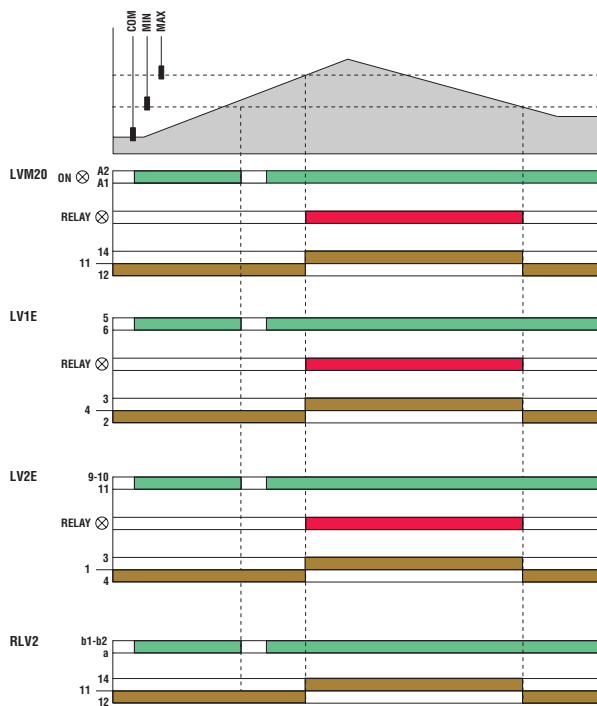 COM
MIN
MAX
LVM20
ON
A2
A1
RELAY
14
11
12
LV1E
5
6
RELAY
3
4
2
LV2E
9-10
11
RELAY
3
1
4
RLV2
b1-b2
a
14
11
12